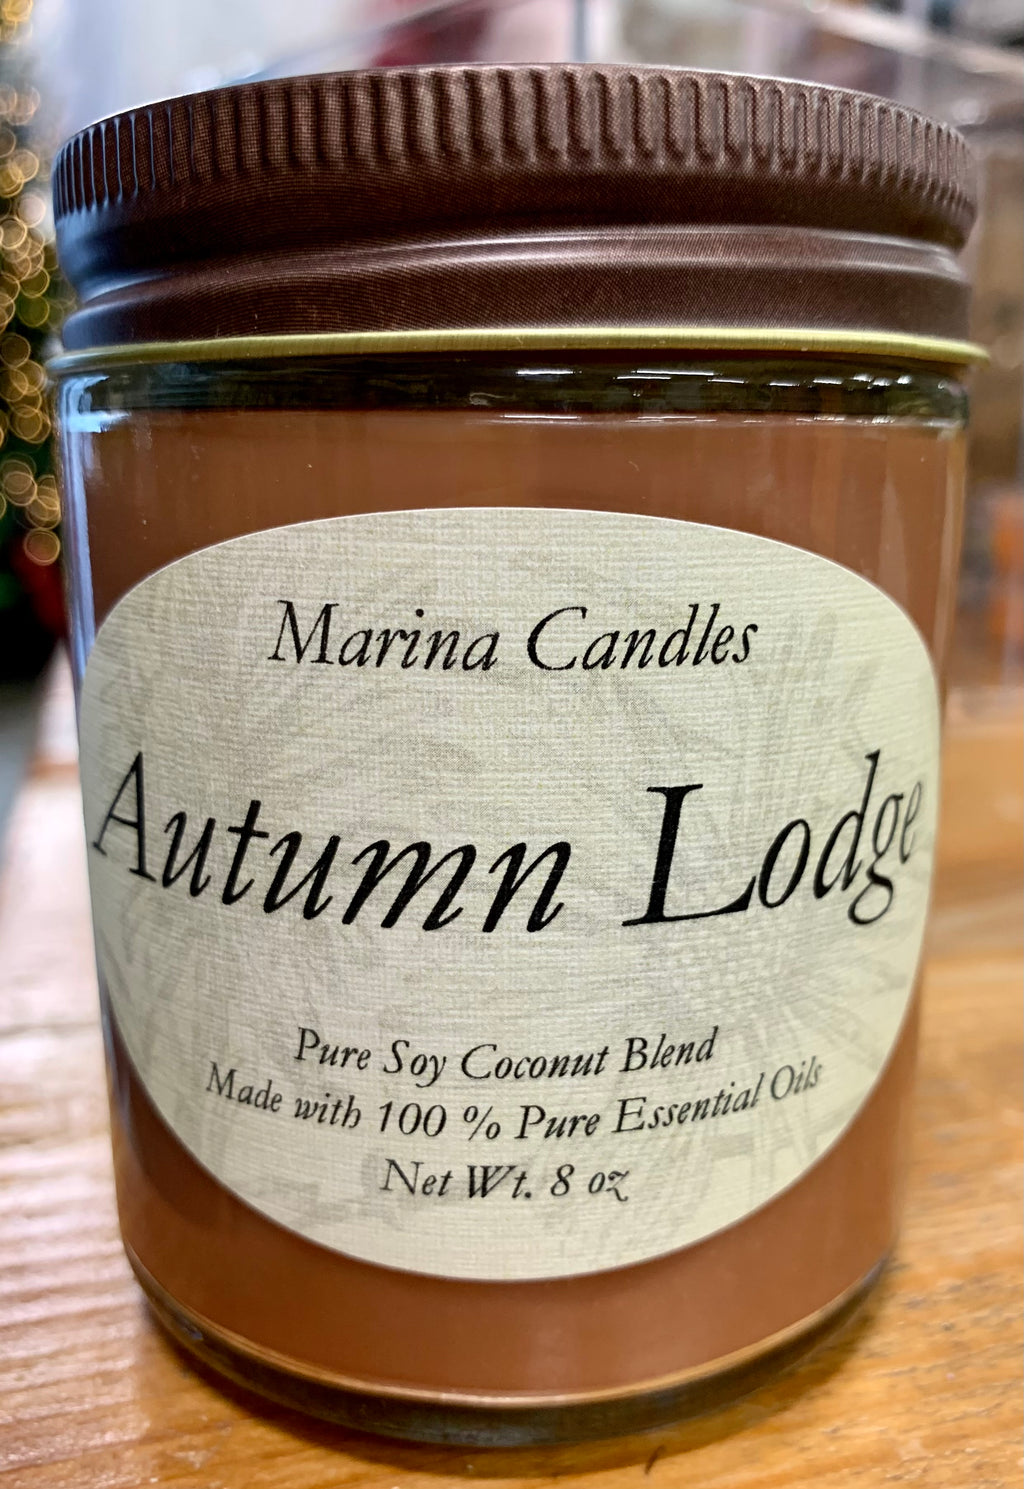 Marina Candles
Autumn Lodge
Pure Soy Coconut Blend
Made with 100 % Pure Essential Oils
Net Wt. 8 oz